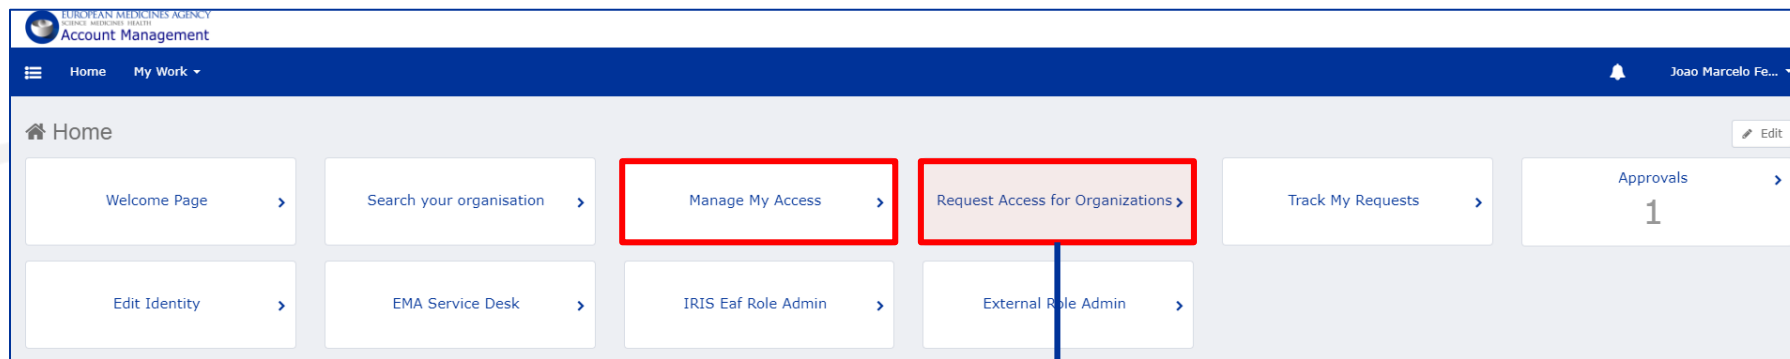 EUROPEAN MEDICINES AGENCY
SCIENCE MEDICINES HEALTH
Account Management
Home My Work
Joao Marcelo Fe...
Home
Edit
Welcome Page
Search your organisation
Manage My Access
Request Access for Organizations
Track My Requests
Approvals
1
Edit Identity
EMA Service Desk
IRIS Eaf Role Admin
External Role Admin